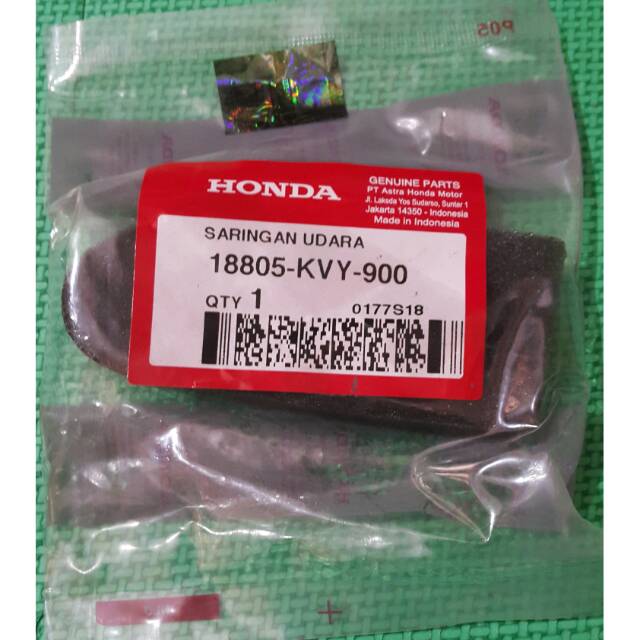 HONDA
GENUINE PARTS
PT Astra Honda Motor
Jl. Laksda Yos Sudarso, Sunter 1
Jakarta 14350 - Indonesia
Made in Indonesia
SARINGAN UDARA
18805-KVY-900
QTY 1
0177S18